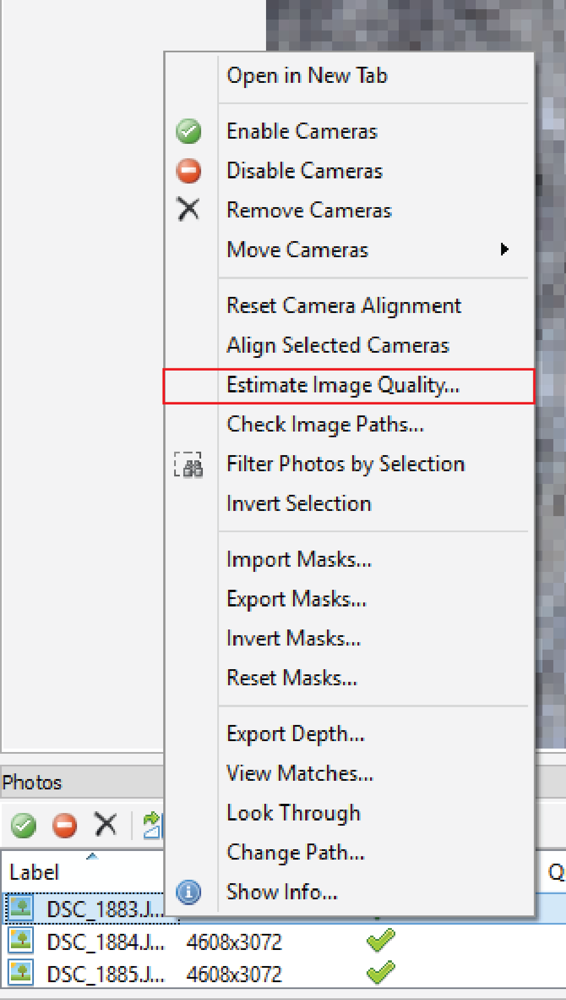 Open in New Tab
Enable Cameras
Disable Cameras
Remove Cameras
Move Cameras
Reset Camera Alignment
Align Selected Cameras
Estimate Image Quality...
Check Image Paths...
Filter Photos by Selection
Invert Selection
Import Masks...
Export Masks...
Invert Masks...
Reset Masks...
Export Depth...
View Matches...
Look Through
Change Path...
Show Info...
Photos
Label
DSC_1883.J...
DSC_1884.J... 4608x3072
DSC_1885.J... 4608x3072